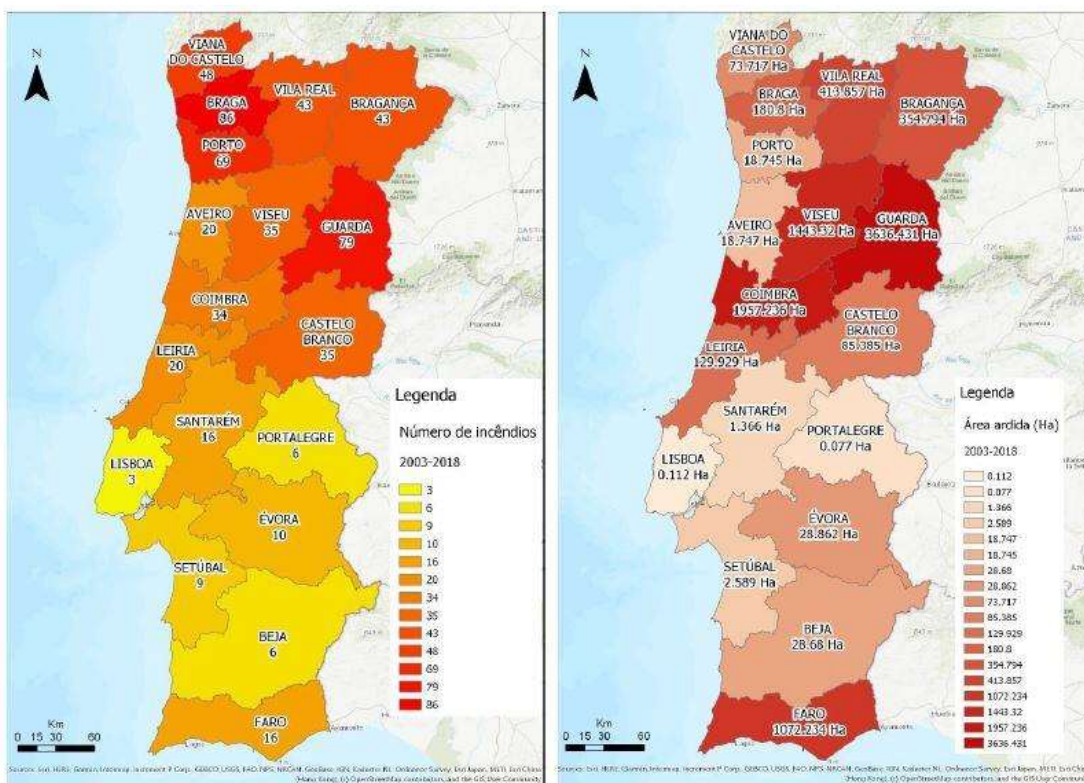 N
VIANA
DO CASTELO
48
BRAGA
86
VILA REAL
43
BRAGANÇA
43
PORTO
69
AVEIRO
20
VISEU
35
GUARDA
79
COIMBRA
34
CASTELO
BRANCO
35
LEIRIA
20
SANTARÉM
16
PORTALEGRE
6
LISBOA
3
ÉVORA
10
SETÚBAL
9
BEJA
6
FARO
16
Legenda
Número de incêndios
2003-2018
3
6
9
10
16
20
34
35
43
48
69
79
86
Km
0 15 30 60
N
VIANA DO
CASTELO
73.717 Ha
VILA REAL
413.857 Ha
BRAGA
180.8 Ha
BRAGANÇA
354.794 Ha
PORTO
18.745 Ha
AVEIRO
18.747 Ha
VISEU
1443.32 Ha
GUARDA
3636.431 Ha
COIMBRA
1957.236 Ha
CASTELO
BRANCO
85.385 Ha
LEIRIA
129.929 Ha
SANTARÉM
1.366 Ha
PORTALEGRE
0.077 Ha
LISBOA
0.112 Ha
ÉVORA
28.862 Ha
SETÚBAL
2.589 Ha
BEJA
28.68 Ha
FARO
1072.234 Ha
Legenda
Área ardida (Ha)
2003-2018
0.112
0.077
1.366
2.589
18.747
18.745
28.68
28.862
73.717
85.385
129.929
180.8
354.794
413.857
1072.234
1443.32
1957.236
3636.431
Km
0 15 30 60